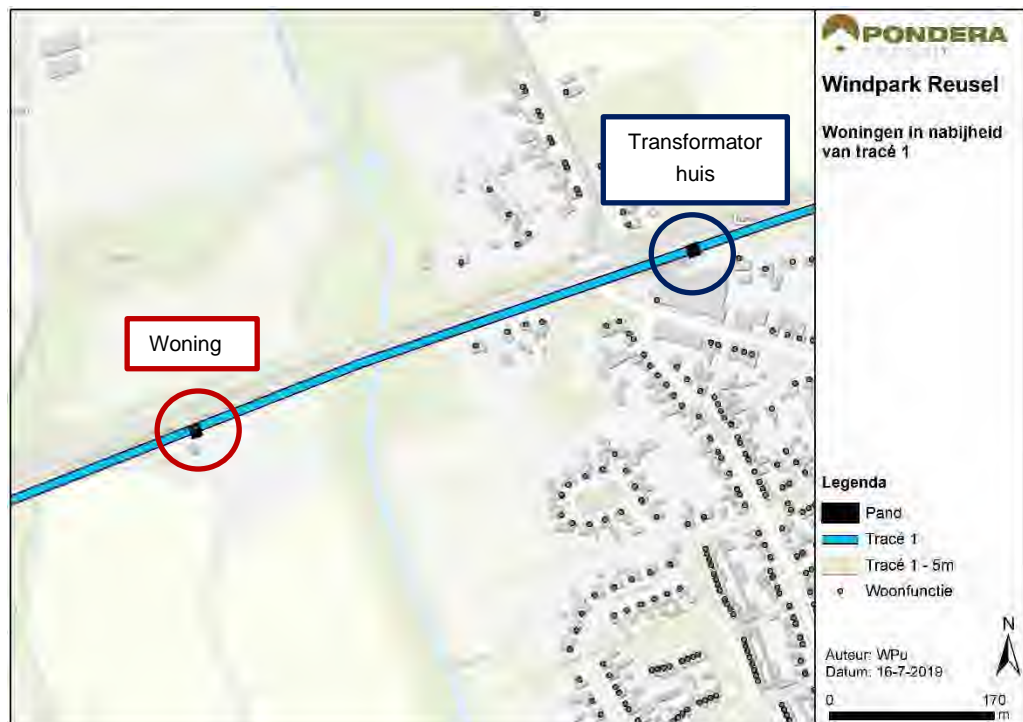 PONDERA
Windpark Reusel
Woningen in nabijheid
van tracé 1
Transformator
huis
Woning
Legenda
Pand
Tracé 1
Tracé 1 - 5m
Woonfunctie
N
Auteur: WPu
Datum: 16-7-2019
0 170
m